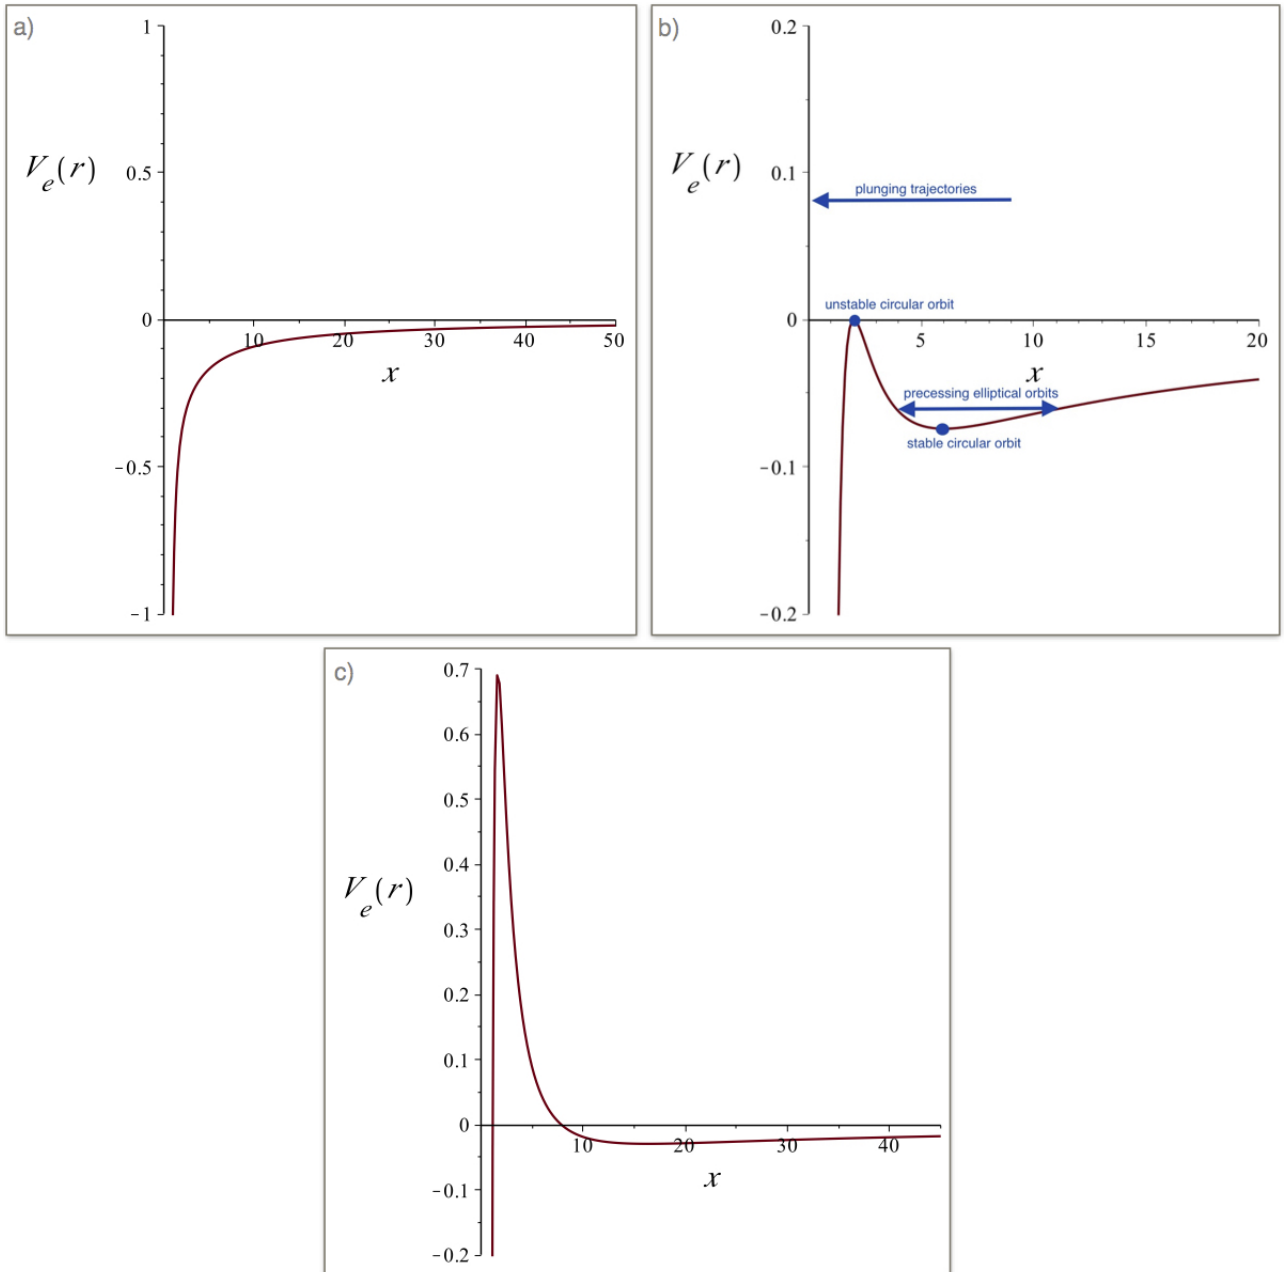 a)
1
V_e(r)
0.5
0
10
20
30
40
50
x
−0.5
−1
b)
0.2
V_e(r)
0.1
plunging trajectories
unstable circular orbit
0
5
10
15
20
x
precessing elliptical orbits
stable circular orbit
−0.1
−0.2
c)
0.7
0.6
0.5
0.4
V_e(r)
0.3
0.2
0.1
0
10
20
30
40
x
−0.1
−0.2